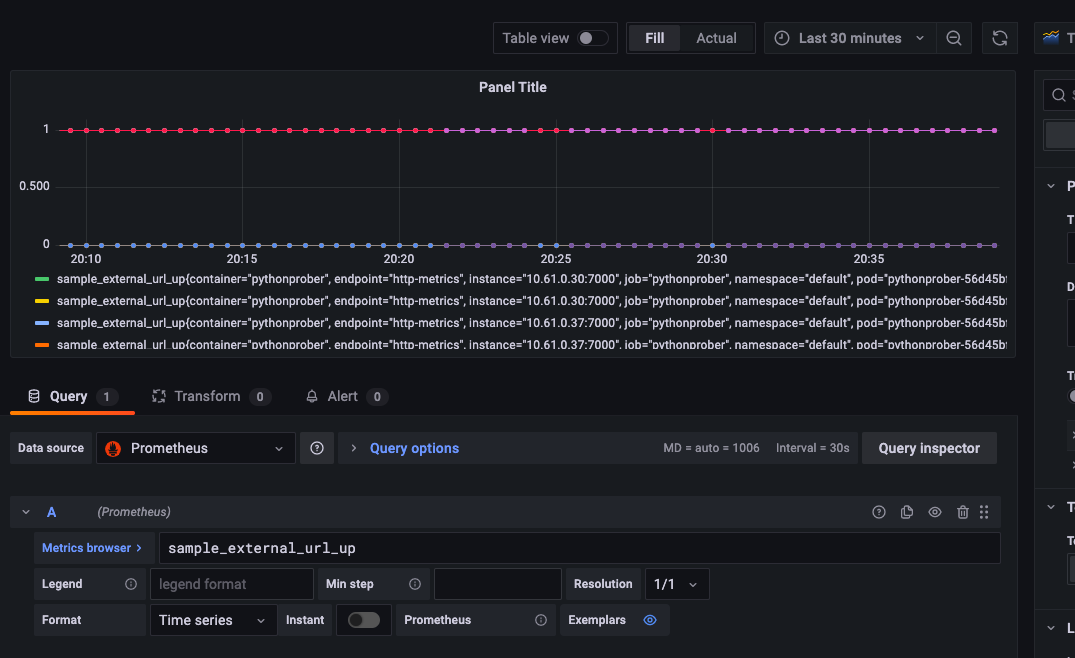 Table view Fill Actual Last 30 minutes
Panel Title
1
0.500
0
20:10 20:15 20:20 20:25 20:30 20:35
sample_external_url_up{container="pythonprober", endpoint="http-metrics", instance="10.61.0.30:7000", job="pythonprober", namespace="default", pod="pythonprober-56d45bf
sample_external_url_up{container="pythonprober", endpoint="http-metrics", instance="10.61.0.30:7000", job="pythonprober", namespace="default", pod="pythonprober-56d45bf
sample_external_url_up{container="pythonprober", endpoint="http-metrics", instance="10.61.0.37:7000", job="pythonprober", namespace="default", pod="pythonprober-56d45bf
sample_external_url_up{container="pythonprober", endpoint="http-metrics", instance="10.61.0.37:7000", job="pythonprober", namespace="default", pod="pythonprober-56d45bf
Query 1 Transform 0 Alert 0
Data source Prometheus Query options MD = auto = 1006 Interval = 30s Query inspector
A (Prometheus)
Metrics browser > sample_external_url_up
Legend legend format Min step Resolution 1/1
Format Time series Instant Prometheus Exemplars